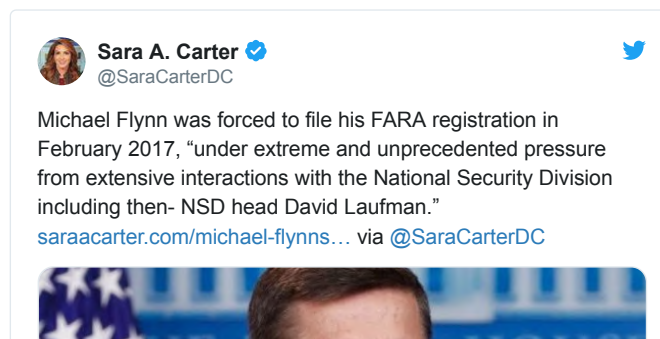 Sara A. Carter
@SaraCarterDC
Michael Flynn was forced to file his FARA registration in
February 2017, “under extreme and unprecedented pressure
from extensive interactions with the National Security Division
including then- NSD head David Laufman.”
saraacarter.com/michael-flynns… via @SaraCarterDC